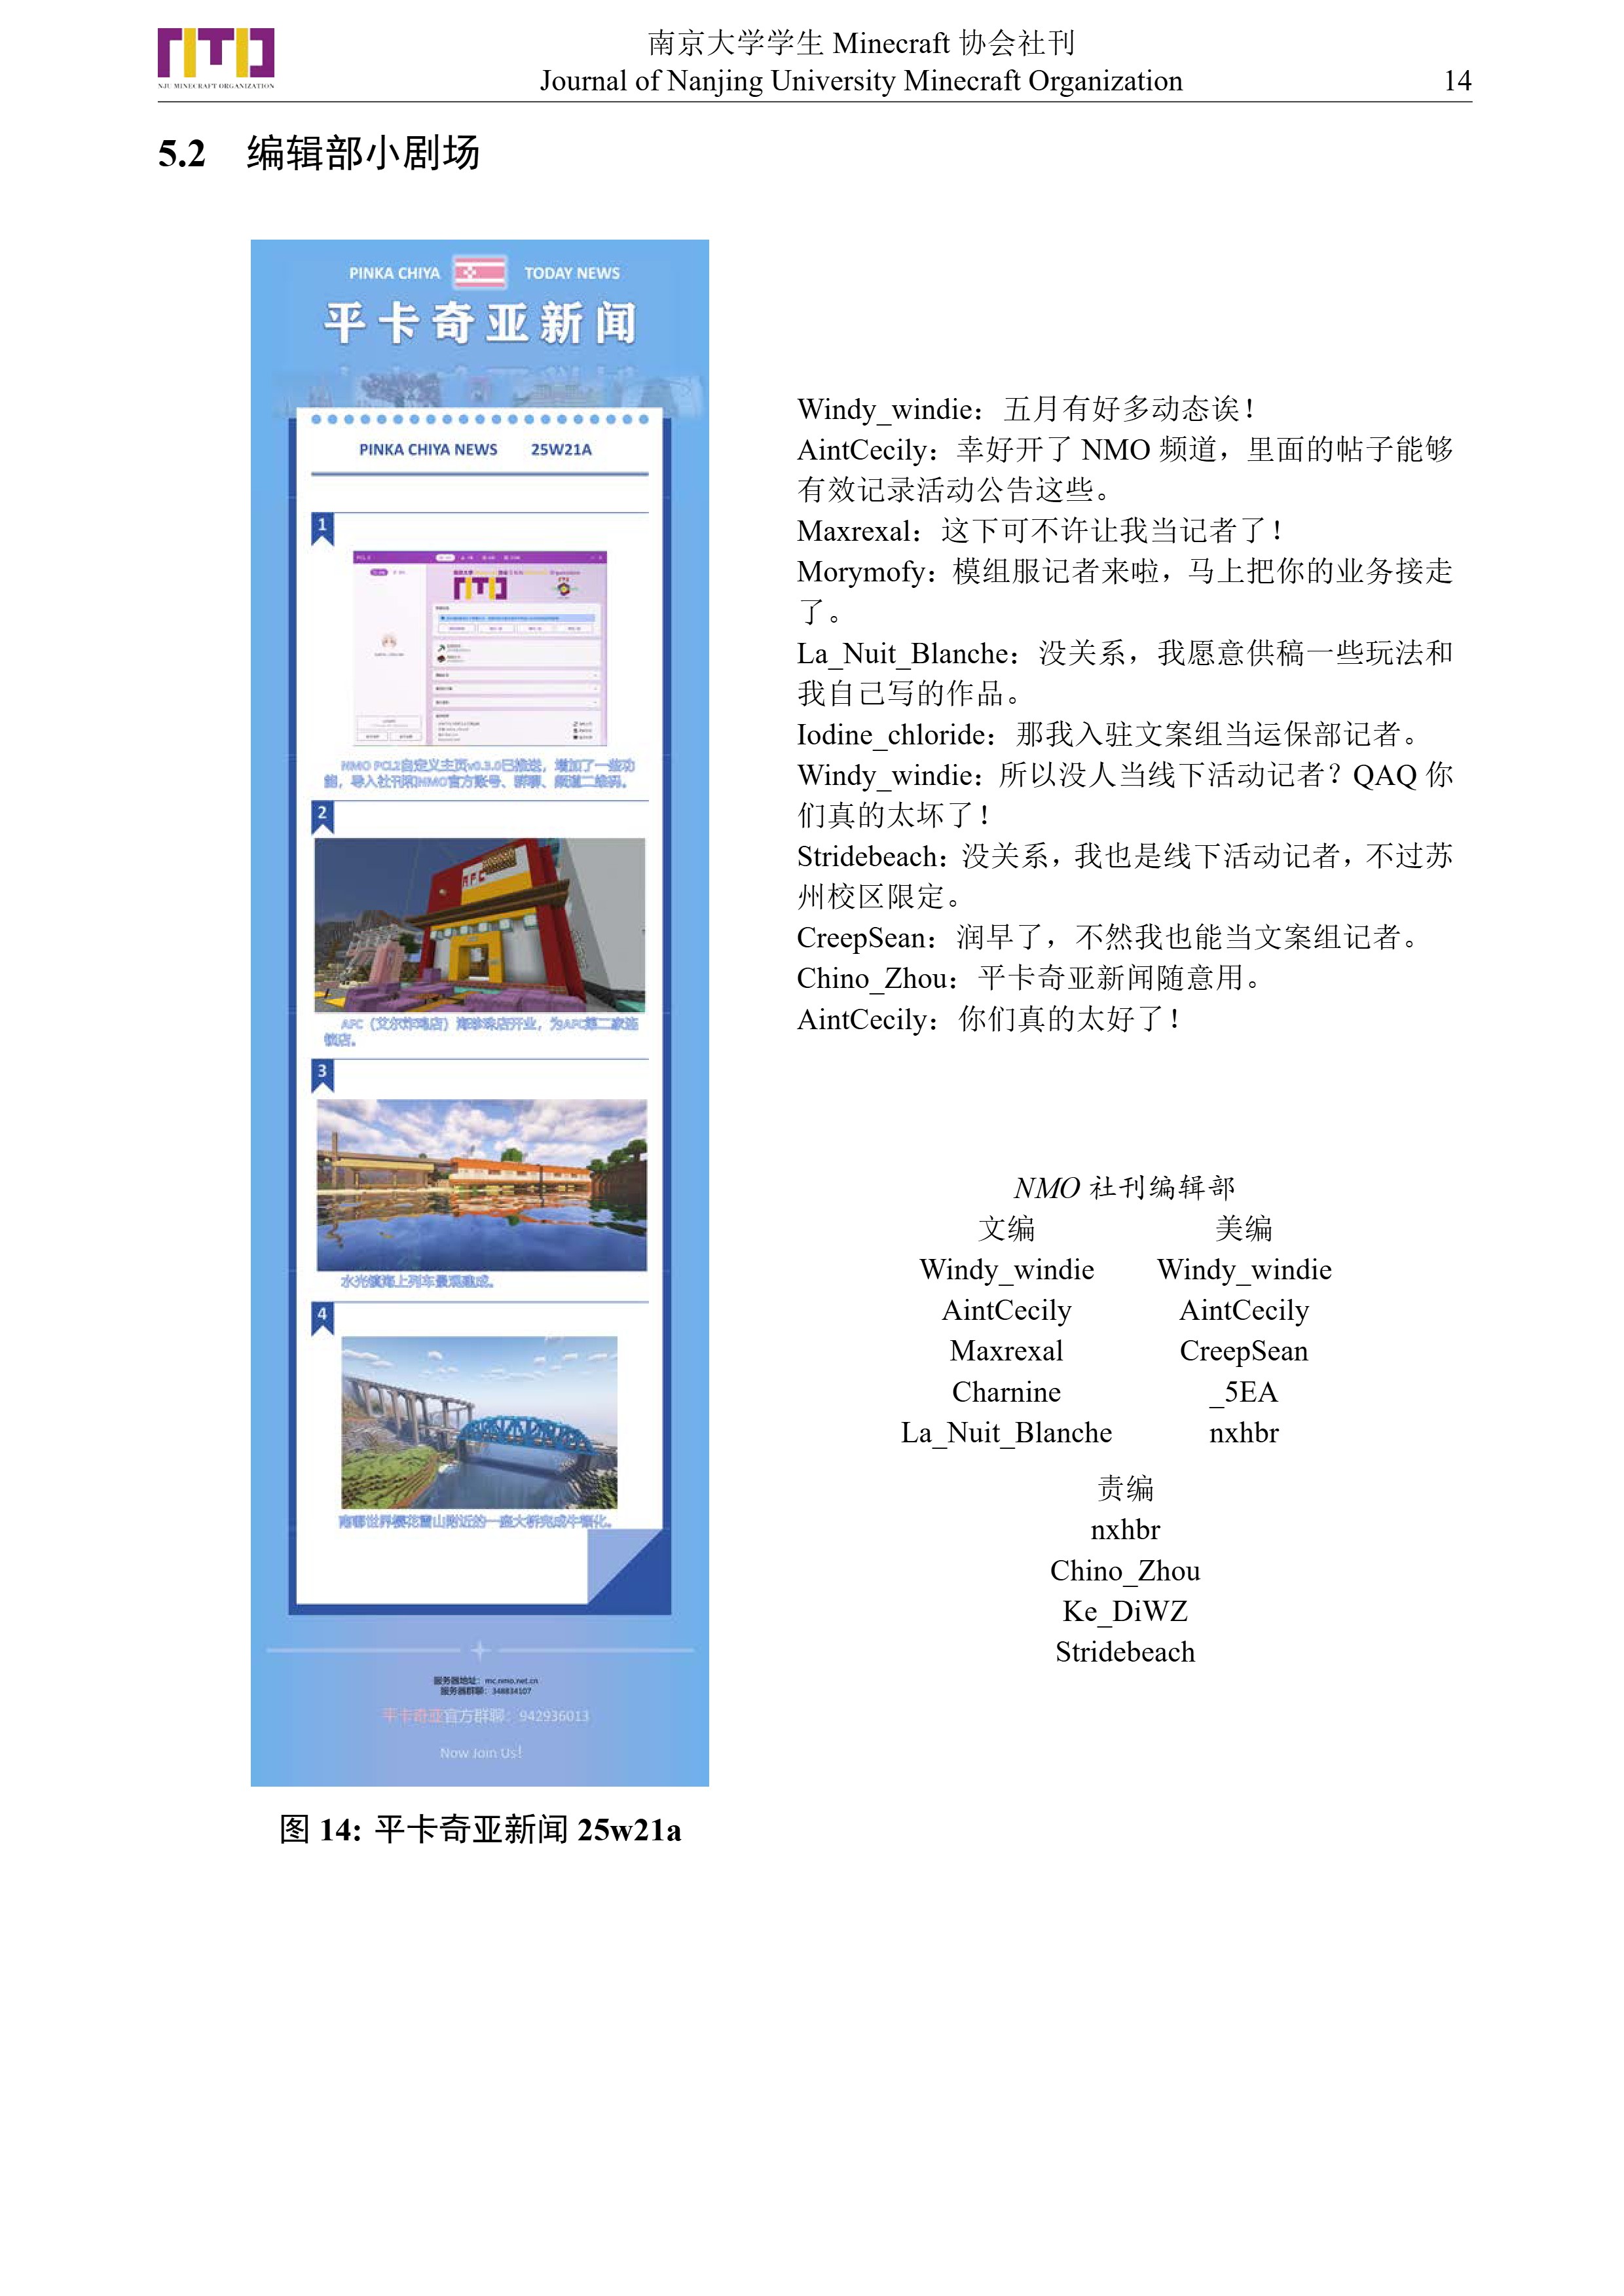 NJU MINECRAFT ORGANIZATION
南京大学学生 Minecraft 协会社刊
Journal of Nanjing University Minecraft Organization
14
5.2 编辑部小剧场
PINKA CHIYA TODAY NEWS
平卡奇亚新闻
PINKA CHIYA NEWS 25W21A
1
NMO PCL2自定义主页v0.3.0已推送，增加了一些功
能，导入社刊和NMO官方账号、群聊、频道二维码。
2
AFC
AFC（艾尔炸鸡店）海珍珠店开业，为AFC第二家连
锁店。
3
水光镇海上列车景观建成。
4
附近的一座大桥完成牛顿化。
服务器地址：mc.nmo.net.cn
服务器群聊：348834107
平卡奇亚官方群聊：942936013
Now Join Us!
图 14: 平卡奇亚新闻 25w21a
Windy_windie：五月有好多动态诶！
AintCecily：幸好开了 NMO 频道，里面的帖子能够
有效记录活动公告这些。
Maxrexal：这下可不许让我当记者了！
Morymofy：模组服记者来啦，马上把你的业务接走
了。
La_Nuit_Blanche：没关系，我愿意供稿一些玩法和
我自己写的作品。
Iodine_chloride：那我入驻文案组当运保部记者。
Windy_windie：所以没人当线下活动记者？QAQ 你
们真的太坏了！
Stridebeach：没关系，我也是线下活动记者，不过苏
州校区限定。
CreepSean：润早了，不然我也能当文案组记者。
Chino_Zhou：平卡奇亚新闻随意用。
AintCecily：你们真的太好了！
NMO 社刊编辑部
文编 美编
Windy_windie Windy_windie
AintCecily AintCecily
Maxrexal CreepSean
Charnine _5EA
La_Nuit_Blanche nxhbr
责编
nxhbr
Chino_Zhou
Ke_DiWZ
Stridebeach